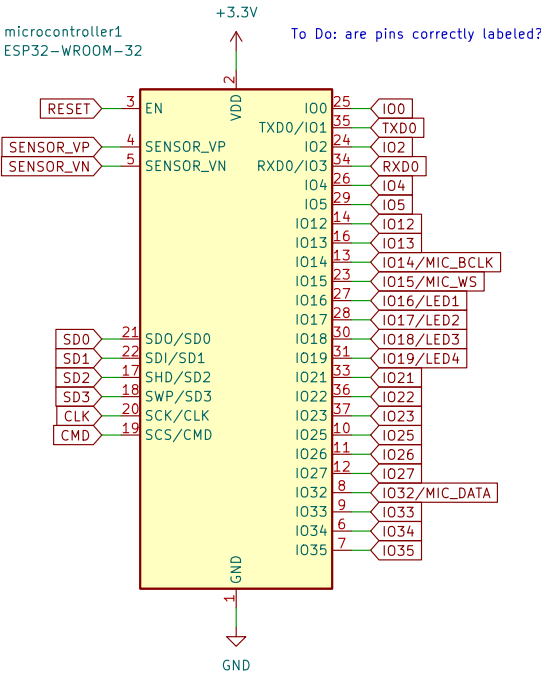 +3.3V
microcontroller1
ESP32-WROOM-32
To Do: are pins correctly labeled?
2
VDD
RESET 3 EN
IO0 25 IO0
TXD0/IO1 35 TXD0
SENSOR_VP 4 SENSOR_VP
IO2 24 IO2
SENSOR_VN 5 SENSOR_VN
RXD0/IO3 34 RXD0
IO4 26 IO4
IO5 29 IO5
IO12 14 IO12
IO13 16 IO13
IO14 13 IO14/MIC_BCLK
IO15 23 IO15/MIC_WS
IO16 27 IO16/LED1
IO17 28 IO17/LED2
SD0 21 SDO/SD0
IO18 30 IO18/LED3
SD1 22 SDI/SD1
IO19 31 IO19/LED4
SD2 17 SHD/SD2
IO21 33 IO21
SD3 18 SWP/SD3
IO22 36 IO22
CLK 20 SCK/CLK
IO23 37 IO23
CMD 19 SCS/CMD
IO25 10 IO25
IO26 11 IO26
IO27 12 IO27
IO32 8 IO32/MIC_DATA
IO33 9 IO33
IO34 6 IO34
IO35 7 IO35
GND
1
GND